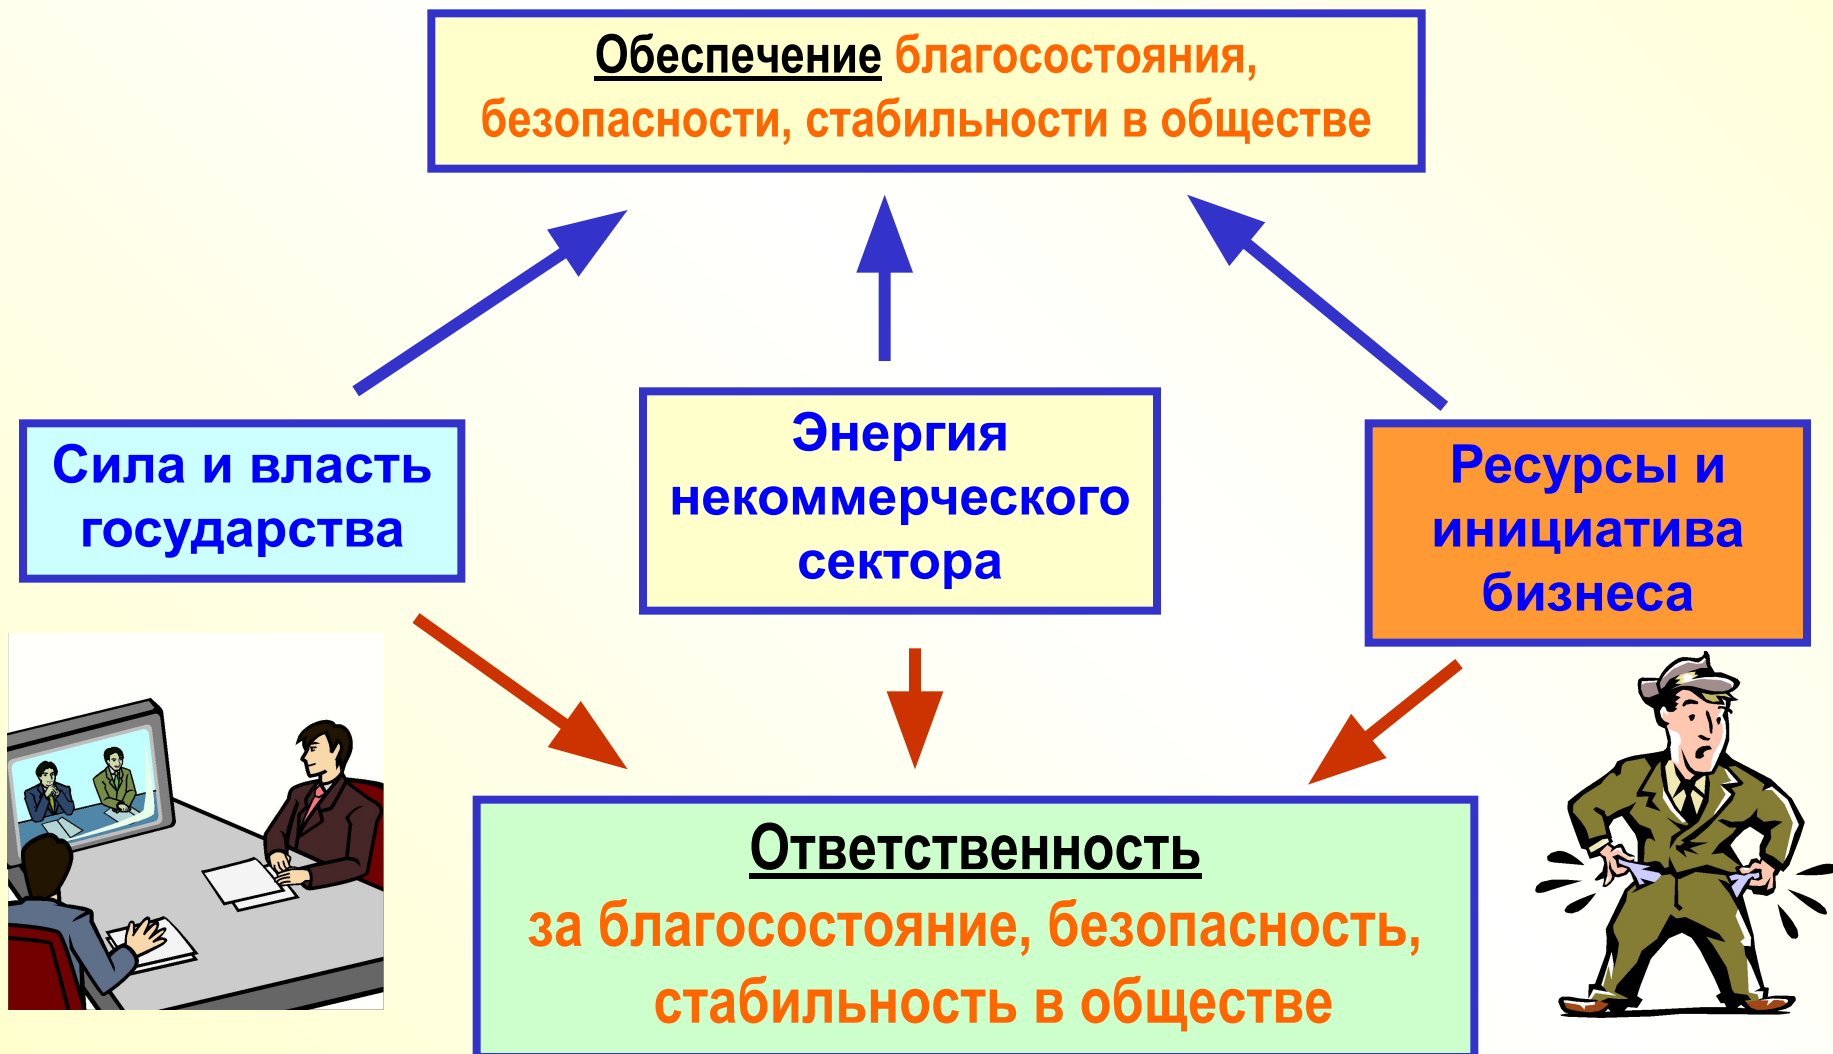 Обеспечение благосостояния,
безопасности, стабильности в обществе
Сила и власть
государства
Энергия
некоммерческого
сектора
Ресурсы и
инициатива
бизнеса
Ответственность
за благосостояние, безопасность,
стабильность в обществе